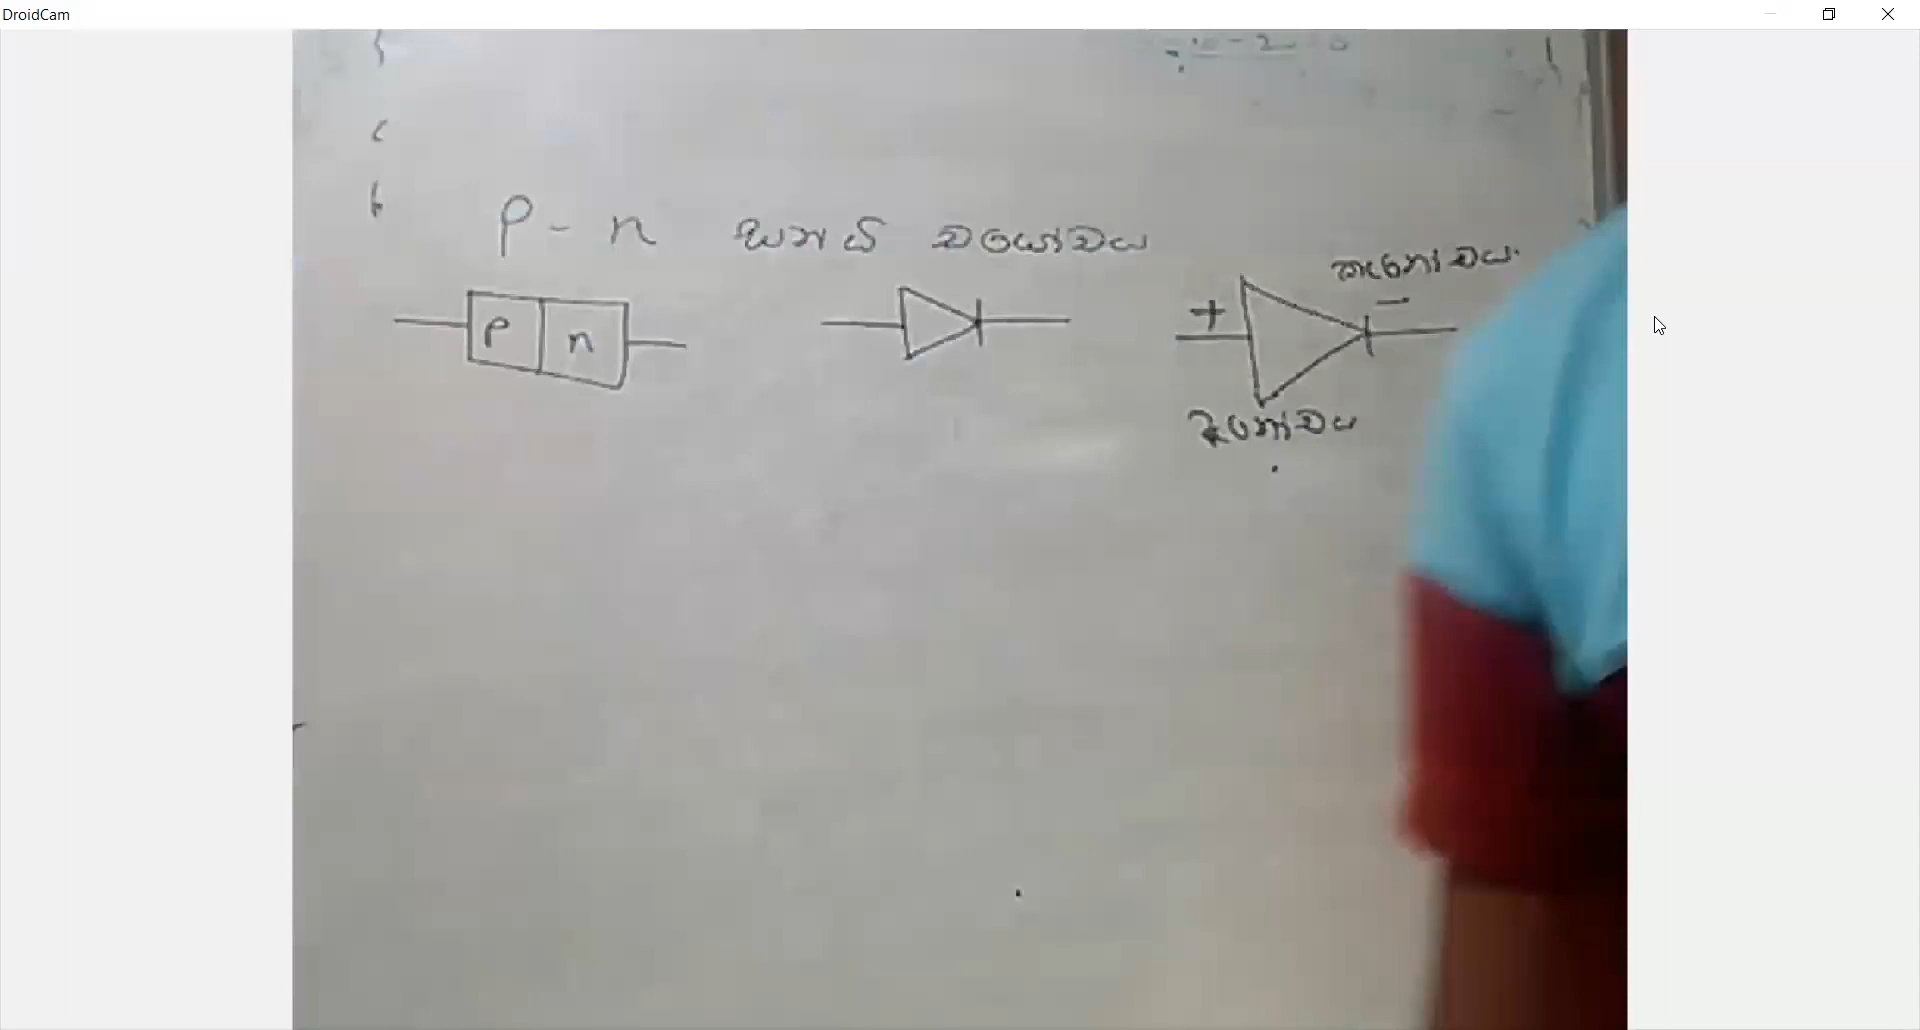 DroidCam
p - n සන්ධි ඩයෝඩය
කැතෝඩය
+ -
p n
ඇනෝඩය